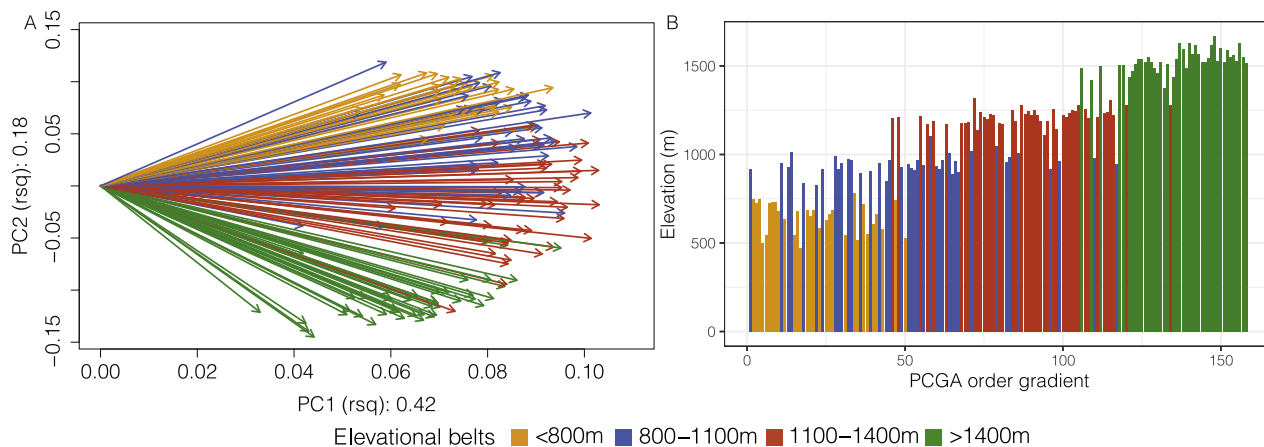 A
0.15
0.05
−0.05
−0.15
PC2 (rsq): 0.18
0.00 0.02 0.04 0.06 0.08 0.10
PC1 (rsq): 0.42
B
1500
1000
500
0
Elevation (m)
0 50 100 150
PCGA order gradient
Elevational belts <800m 800−1100m 1100−1400m >1400m